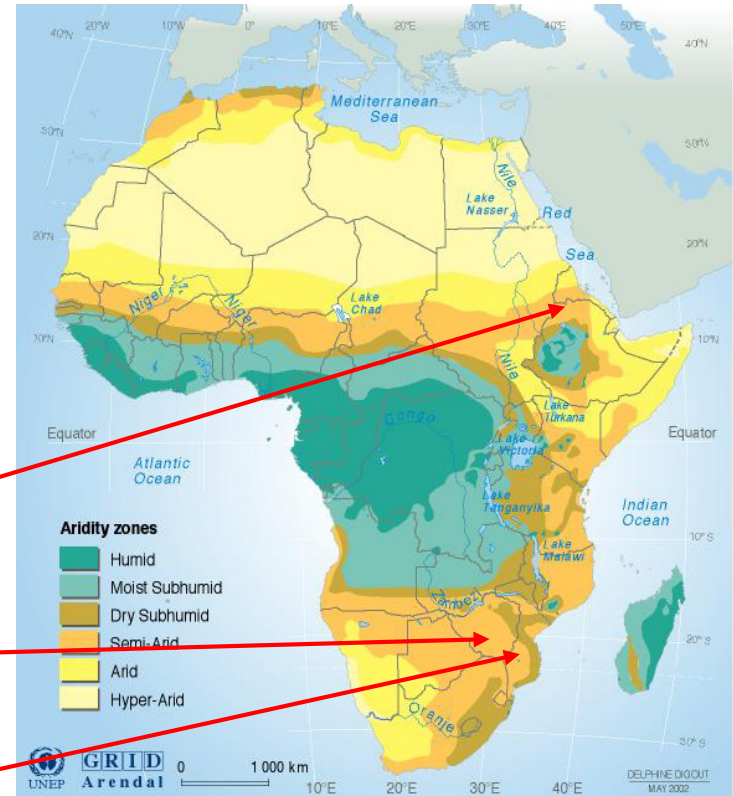 20°W
10°W
0°
10°E
20°E
30°E
40°E
50°E
40°N
40°N
Mediterranean
Sea
30°N
30°N
Nile
Lake
Nasser
Red
Sea
20°N
20°N
Niger
Niger
Lake
Chad
10°N
10°N
Nile
Lake
Turkana
Congo
Equator
Equator
Lake
Victoria
Atlantic
Ocean
Lake
Tanganyika
Indian
Ocean
Lake
Malawi
10° S
Zambezi
20° S
Oranje
30° S
Aridity zones
Humid
Moist Subhumid
Dry Subhumid
Semi-Arid
Arid
Hyper-Arid
UNEP
GRID
Arendal
0
1 000 km
10°E
20°E
30°E
40°E
DELPHINE DIGOUT
MAY 2002